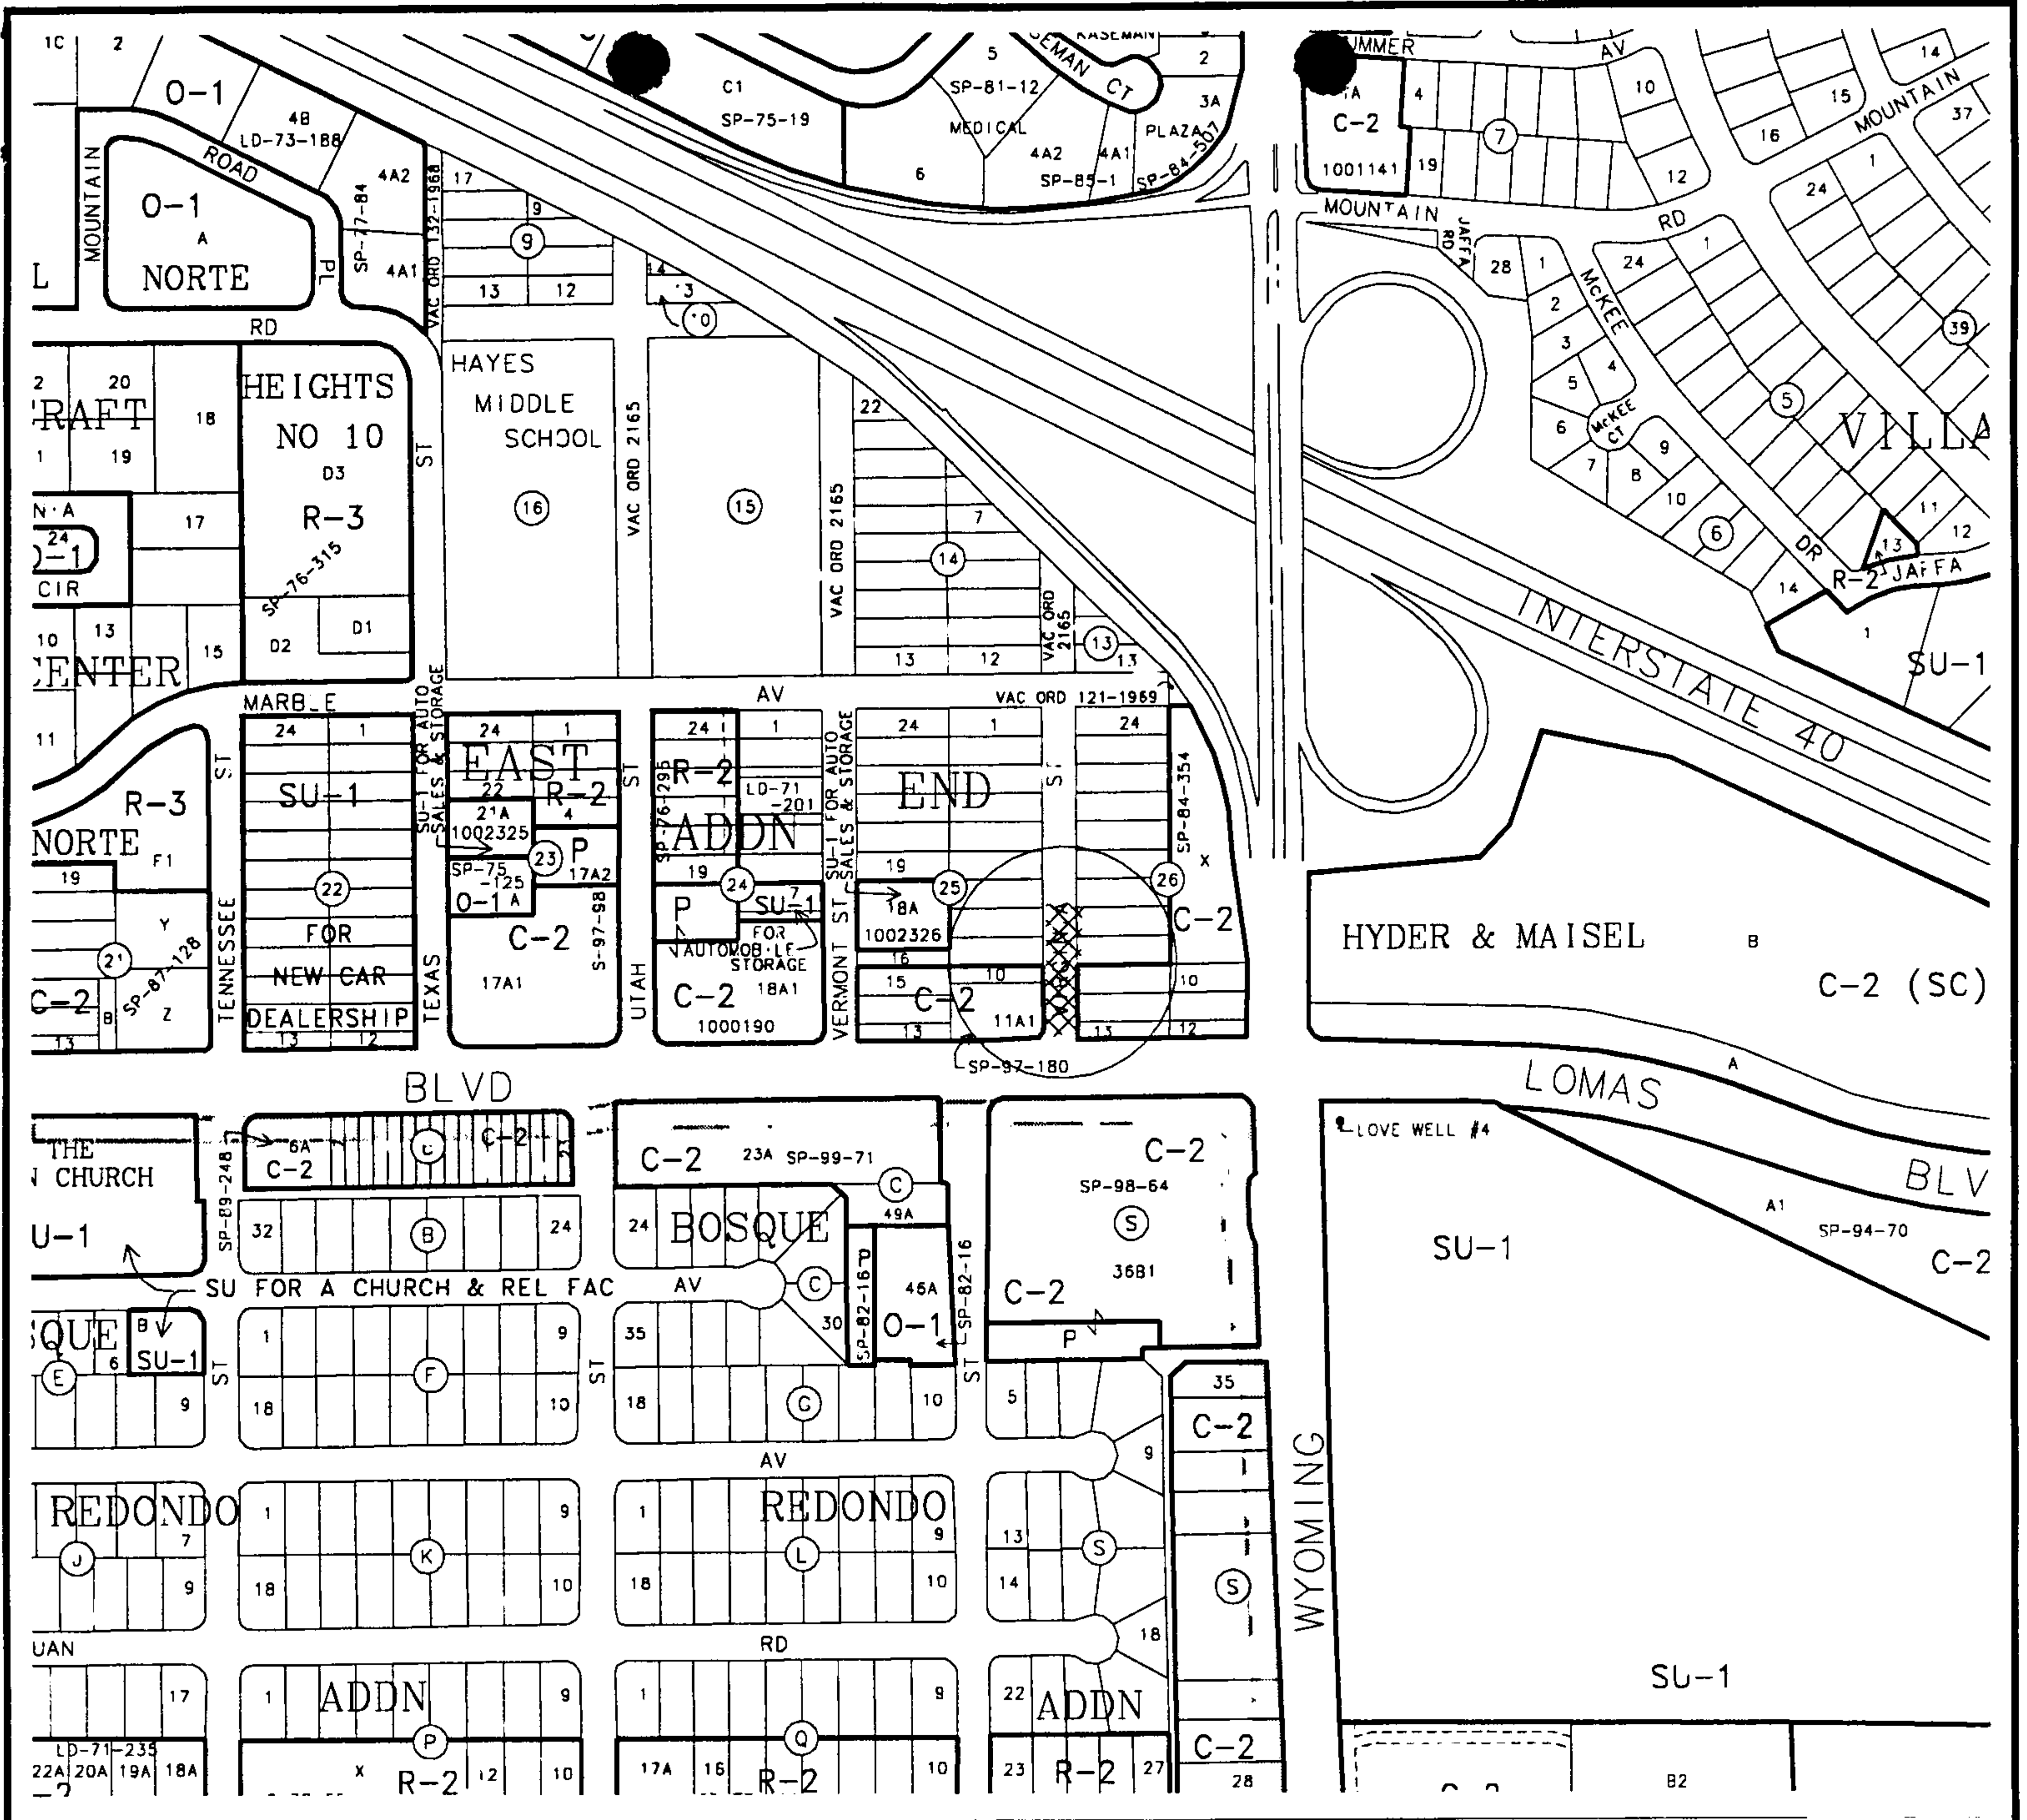 1C
2
O-1
4B
LD-73-188
ROAD
MOUNTAIN
O-1
A
NORTE
PL
SP-77-84
4A2
4A1
VAC ORD 132-1968
17
9
9
13
12
14
RD
C1
SP-75-19
5
SP-81-12
MEDICAL
6
4A2
SP-85-1
4A1
KASEMAN
CT
2
3A
PLAZA
SP-84-507
AV
C-2
1001141
4
19
7
10
12
MOUNTAIN
RD
JAFFA
RD
28
14
15
16
MOUNTAIN
37
1
24
1
24
1
2
3
4
5
6
7
8
9
10
McKEE
McKEE
CT
5
39
6
14
DR
11
12
13
R-2
JAFFA
1
SU-1
L
2
20
18
1
19
17
24
CIR
10
13
15
CENTER
11
HEIGHTS
NO 10
D3
R-3
SP-76-315
D2
D1
ST
HAYES
MIDDLE
SCHOOL
16
VAC ORD 2165
15
VAC ORD 2165
22
7
14
13
12
VAC ORD
2165
13
13
INTERSTATE 40
MARBLE
AV
VAC ORD 121-1969
R-3
NORTE
F1
19
21
Y
SP-87-128
Z
C-2
B
13
ST
TENNESSEE
24
1
SU-1
22
FOR
NEW CAR
DEALERSHIP
13
12
SU-1 FOR AUTO
SALES & STORAGE
TEXAS
24
1
EAST
22
R-2
21A
4
1002325
23
P
17A2
SP-75
-125
O-1
A
C-2
S-97-98
17A1
ST
UTAH
SP-76-295
24
1
R-2
LD-71
-201
ADDN
19
24
7
P
SU-1
FOR
AUTOMOBILE
STORAGE
C-2
18A1
1000190
SU-1 FOR AUTO
SALES & STORAGE
VERMONT ST
24
1
END
19
25
18A
1002326
16
15
10
C-2
11A1
13
SP-97-180
ST
24
SP-84-354
X
26
C-2
10
13
12
HYDER & MAISEL
B
C-2 (SC)
A
BLVD
LOMAS
BLV
THE
CHURCH
U-1
SP-89-248
6A
C-2
C-2
23
32
B
24
SU FOR A CHURCH & REL FAC
AV
C-2
23A
SP-99-71
C
49A
24
BOSQUE
C
SP-82-16
P
46A
O-1
SP-82-16
30
35
C-2
SP-98-64
S
36B1
C-2
P
LOVE WELL #4
SU-1
A1
SP-94-70
C-2
B
SU-1
6
E
9
ST
1
9
F
18
10
ST
18
G
10
ST
5
9
35
C-2
AV
REDONDO
7
J
9
1
9
K
18
10
1
REDONDO
9
L
18
10
13
S
14
18
S
WYOMING
UAN
RD
17
1
ADDN
9
P
1
9
Q
22
ADDN
SU-1
LD-71-235
22A
20A
19A
18A
X
R-2
12
10
17A
16
R-2
10
23
R-2
27
C-2
28
B2